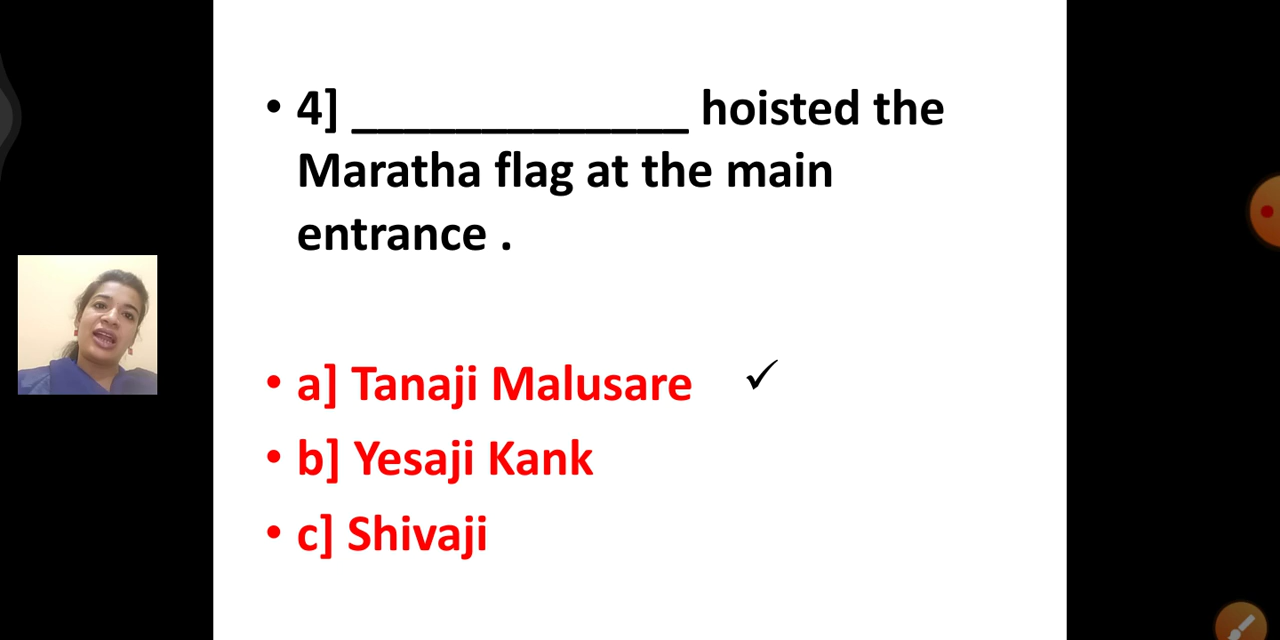 • 4] _____________ hoisted the
Maratha flag at the main
entrance .
• a] Tanaji Malusare ✓
• b] Yesaji Kank
• c] Shivaji